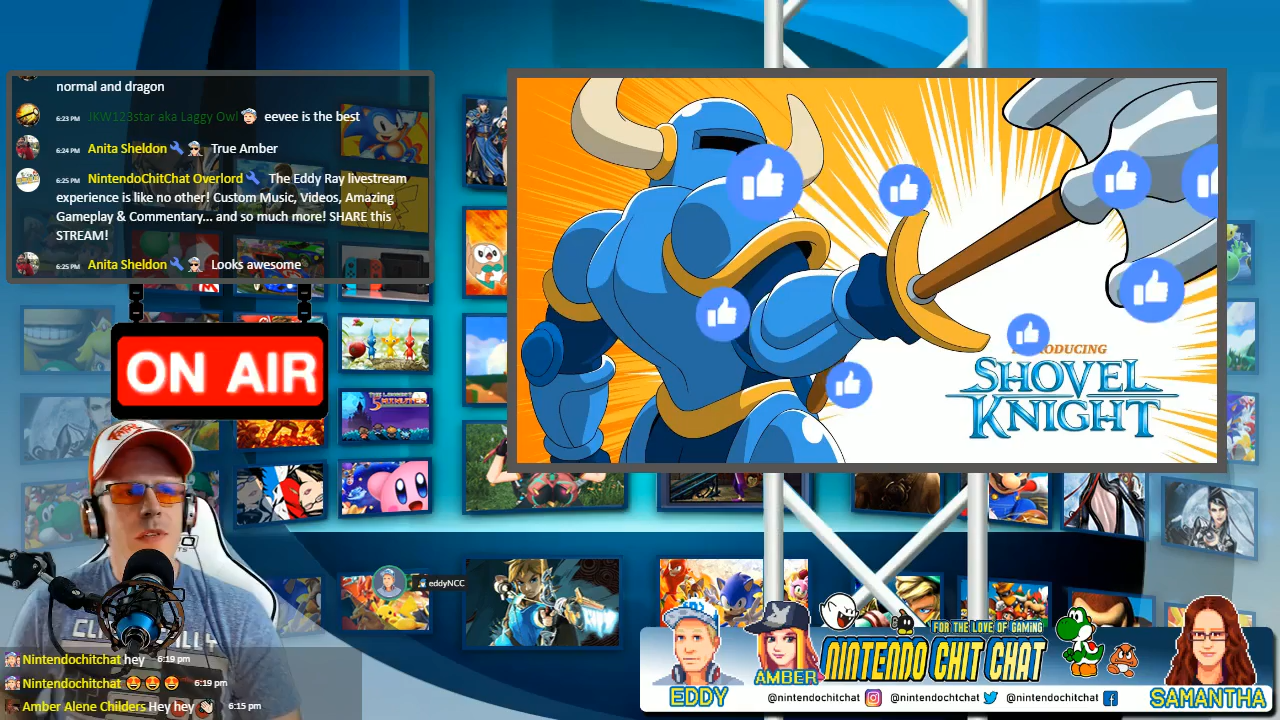 normal and dragon
6:23 PM JKW123star aka Laggy Owl eevee is the best
6:24 PM Anita Sheldon True Amber
6:25 PM NintendoChitChat Overlord The Eddy Ray livestream
experience is like no other! Custom Music, Videos, Amazing
Gameplay & Commentary... and so much more! SHARE this
STREAM!
6:25 PM Anita Sheldon Looks awesome
ON AIR
SHOVEL
KNIGHT
eddyNCC
Nintendochitchat hey 6:19 pm
Nintendochitchat 🤩 🤩 🤩 6:19 pm
Amber Alene Childers Hey hey 👋 6:15 pm
FOR THE LOVE OF GAMING
NINTENDO CHIT CHAT
EDDY
AMBER
SAMANTHA
@nintendochitchat @nintendochtchat @nintendochitchat